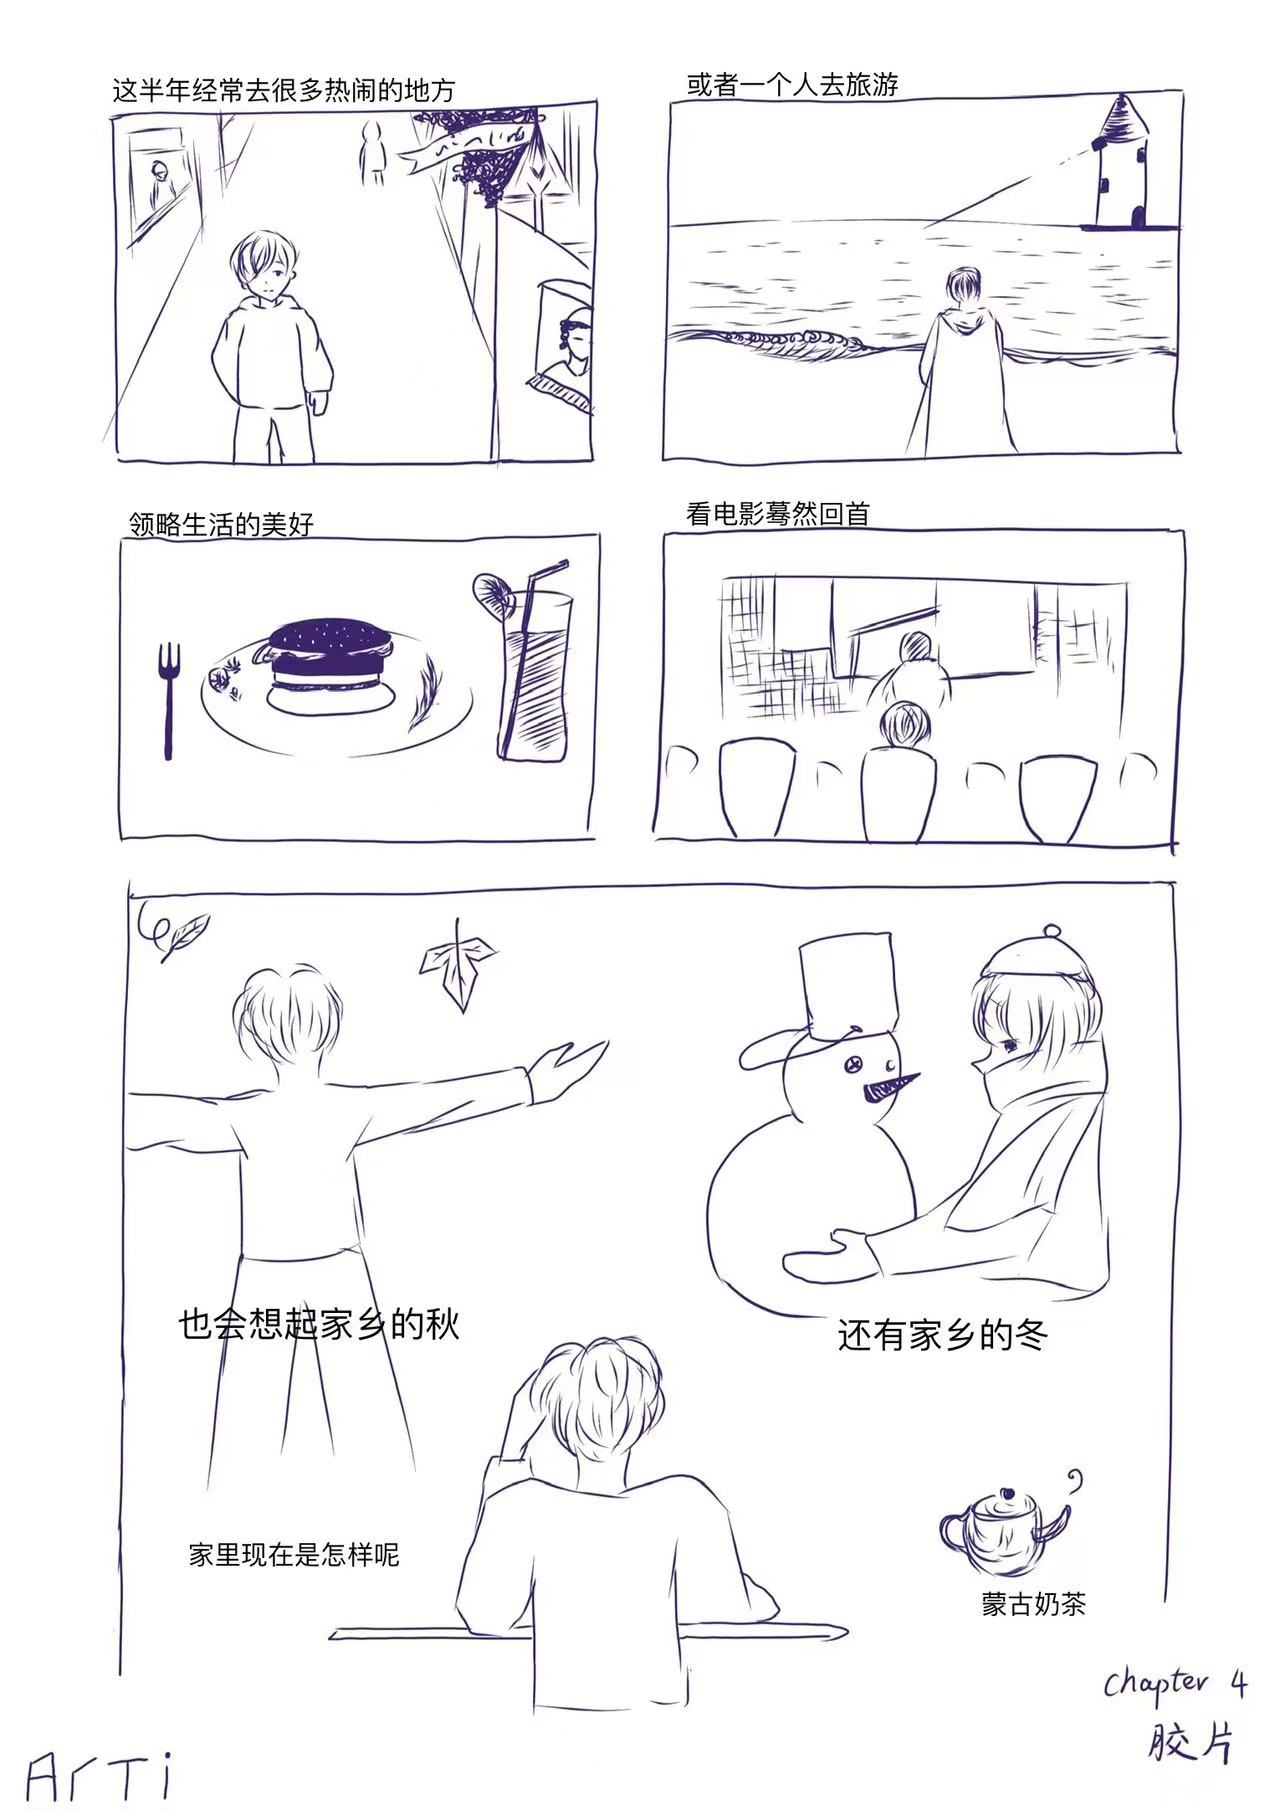 这半年经常去很多热闹的地方
或者一个人去旅游
领略生活的美好
看电影蓦然回首
也会想起家乡的秋
还有家乡的冬
家里现在是怎样呢
蒙古奶茶
Chapter 4
胶片
ArTi